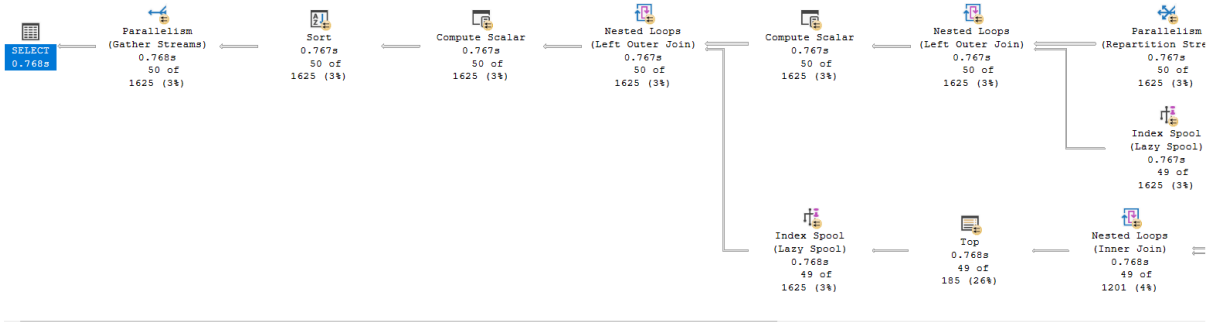 SELECT
0.768s
Parallelism
(Gather Streams)
0.768s
50 of
1625 (3%)
Sort
0.767s
50 of
1625 (3%)
Compute Scalar
0.767s
50 of
1625 (3%)
Nested Loops
(Left Outer Join)
0.767s
50 of
1625 (3%)
Compute Scalar
0.767s
50 of
1625 (3%)
Nested Loops
(Left Outer Join)
0.767s
50 of
1625 (3%)
Parallelism
(Repartition Stre
0.767s
50 of
1625 (3%)
Index Spool
(Lazy Spool)
0.767s
49 of
1625 (3%)
Index Spool
(Lazy Spool)
0.768s
49 of
1625 (3%)
Top
0.768s
49 of
185 (26%)
Nested Loops
(Inner Join)
0.768s
49 of
1201 (4%)